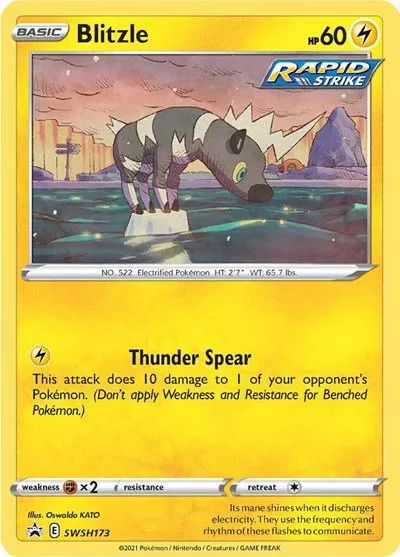 BASIC Blitzle HP60
RAPID
STRIKE
NO. 522 Electrified Pokémon HT: 2'7" WT: 65.7 lbs.
Thunder Spear
This attack does 10 damage to 1 of your opponent's
Pokémon. (Don't apply Weakness and Resistance for Benched
Pokémon.)
weakness ×2 resistance retreat
Illus. Oswaldo KATO
E SWSH173
Its mane shines when it discharges
electricity. They use the frequency and
rhythm of these flashes to communicate.
©2021 Pokémon / Nintendo / Creatures / GAME FREAK